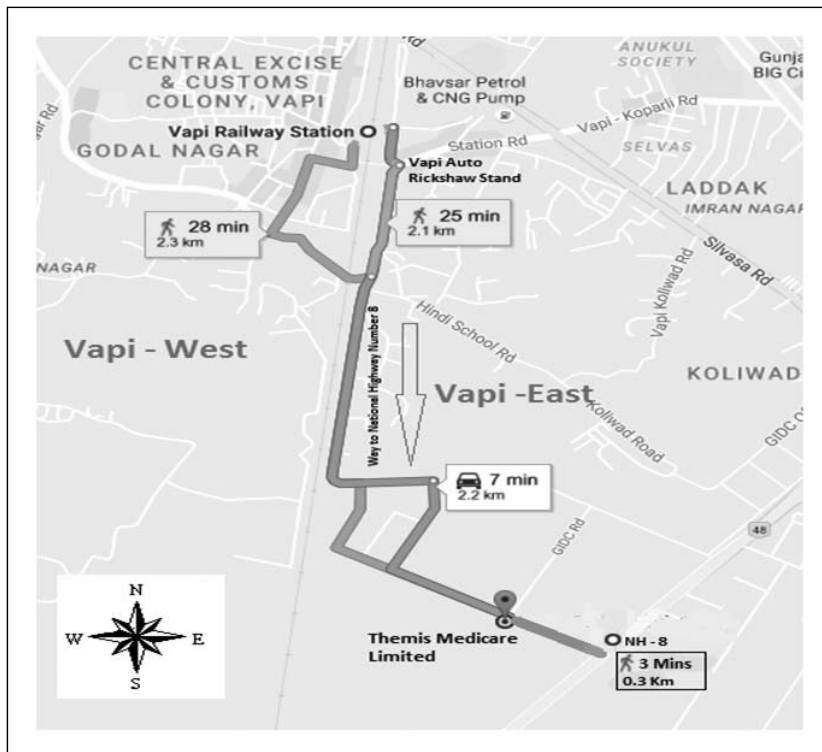 Rd
ANUKUL
SOCIETY
CENTRAL EXCISE
& CUSTOMS
COLONY, VAPI
Bhavsar Petrol
& CNG Pump
Gunja
BIG Ci
Vapi - Koparli Rd
Vapi Railway Station
Station Rd
SELVAS
GODAL NAGAR
Vapi Auto
Rickshaw Stand
LADDAK
IMRAN NAGAR
28 min
2.3 km
25 min
2.1 km
Silvasa Rd
NAGAR
Vapi Koliwad Rd
Hindi School Rd
Way to National Highway Number 8
Vapi - West
Vapi -East
KOLIWAD
Koliwad Road
7 min
2.2 km
48
GIDC Rd
N
W E
S
Themis Medicare
Limited
NH - 8
3 Mins
0.3 Km